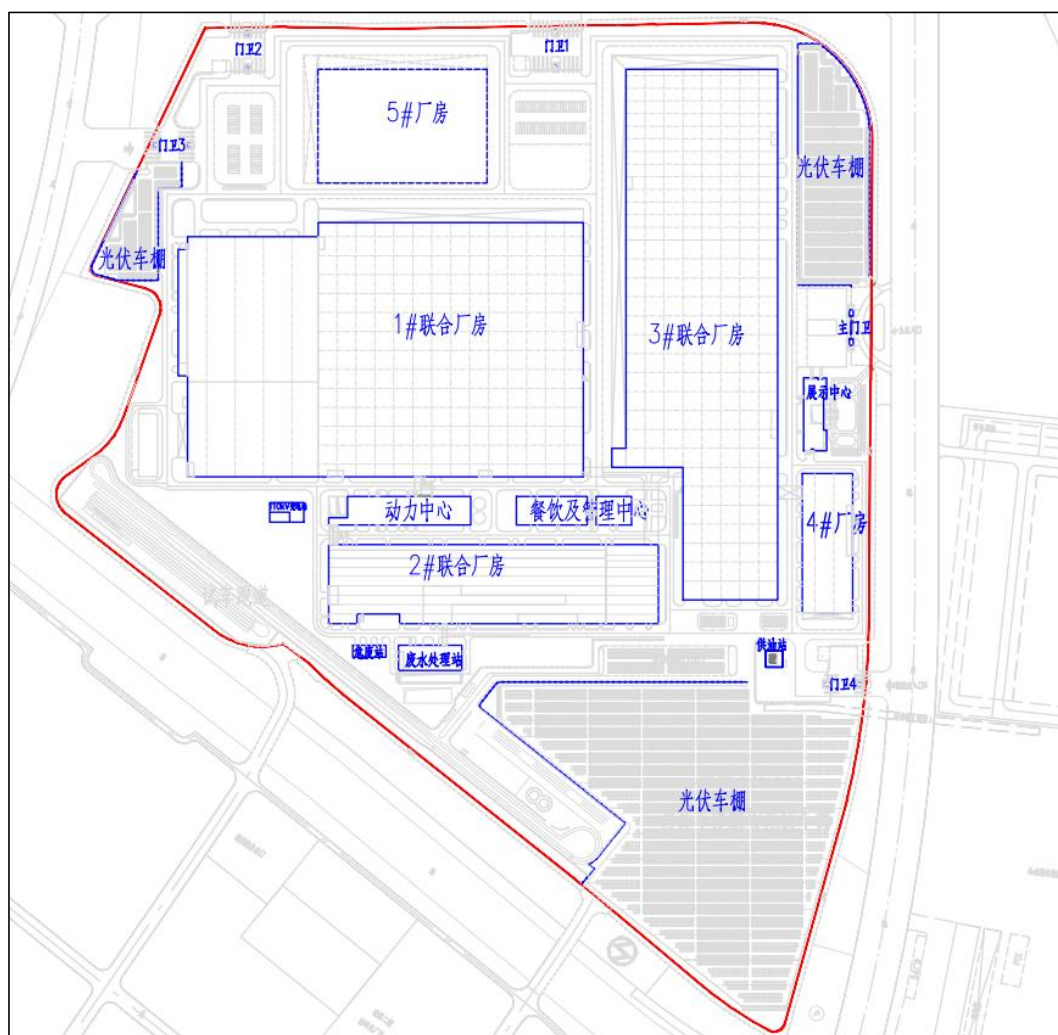 门卫2
门卫1
5#厂房
门卫3
光伏车棚
光伏车棚
1#联合厂房
3#联合厂房
主门卫
展示中心
动力中心
餐饮及管理中心
4#厂房
2#联合厂房
试车跑道
危废站
废水处理站
供油站
门卫4
光伏车棚